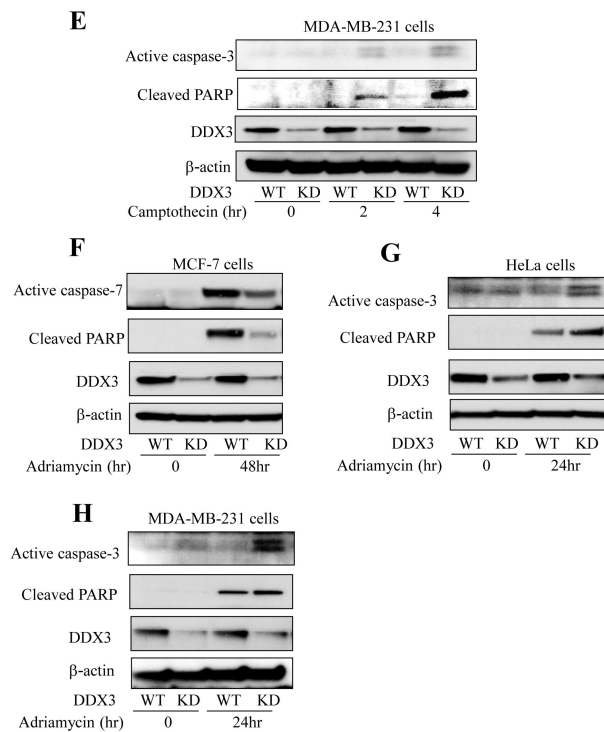 E
MDA-MB-231 cells
Active caspase-3
Cleaved PARP
DDX3
β-actin
DDX3 WT KD WT KD WT KD
Camptothecin (hr) 0 2 4
F
MCF-7 cells
Active caspase-7
Cleaved PARP
DDX3
β-actin
DDX3 WT KD WT KD
Adriamycin (hr) 0 48hr
G
HeLa cells
Active caspase-3
Cleaved PARP
DDX3
β-actin
DDX3 WT KD WT KD
Adriamycin (hr) 0 24hr
H
MDA-MB-231 cells
Active caspase-3
Cleaved PARP
DDX3
β-actin
DDX3 WT KD WT KD
Adriamycin (hr) 0 24hr